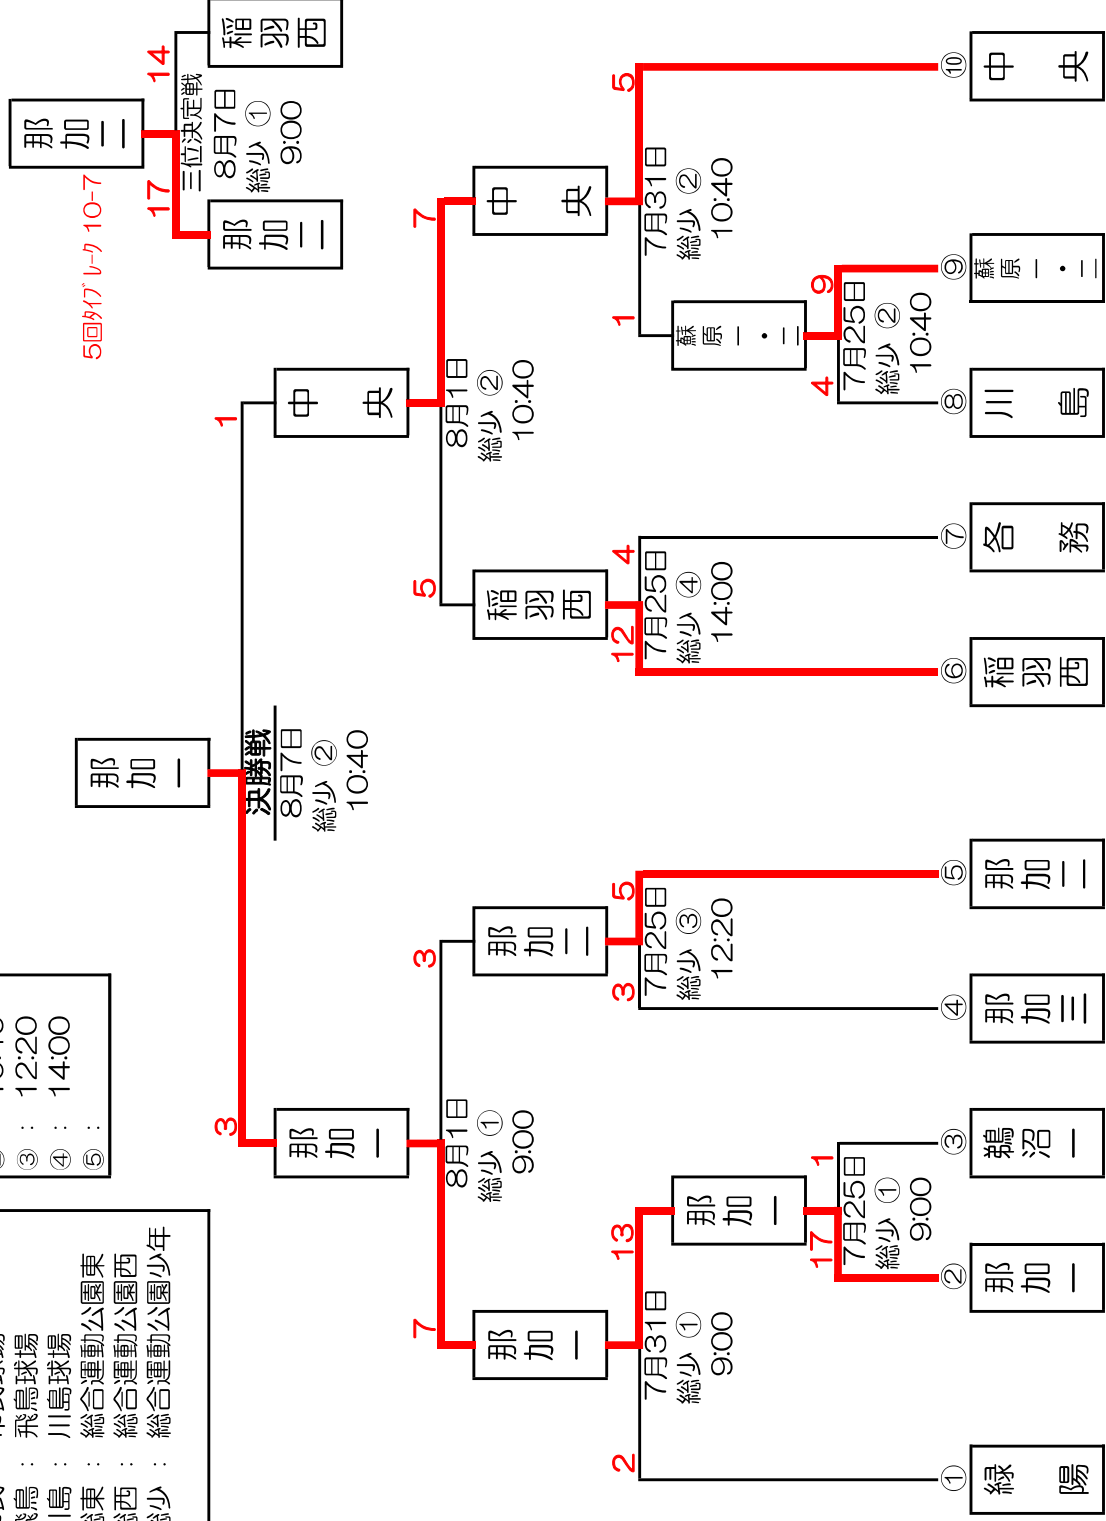 那加二
5回タイブレーク 10-7
17
14
三位決定戦
8月7日
総少 ①
9:00
那加二
稲羽西
③ : 12:20
④ : 14:00
⑤ :
飛鳥球場
: 川島球場
総東 : 総合運動公園東
総西 : 総合運動公園西
総少 : 総合運動公園少年
那加一
3
1
決勝戦
8月7日
総少 ②
10:40
那加一
中央
7
3
8月1日
総少 ①
9:00
5
7
8月1日
総少 ②
10:40
那加一
那加二
稲羽西
中央
2
13
7月31日
総少 ①
9:00
3
5
7月25日
総少 ③
12:20
12
4
7月25日
総少 ④
14:00
1
5
7月31日
総少 ②
10:40
那加一
蘇原一・二
17
1
7月25日
総少 ①
9:00
4
9
7月25日
総少 ②
10:40
① 緑陽
② 那加一
③ 鵜沼一
④ 那加三
⑤ 那加二
⑥ 稲羽西
⑦ 各務
⑧ 川島
⑨ 蘇原一・二
⑩ 中央